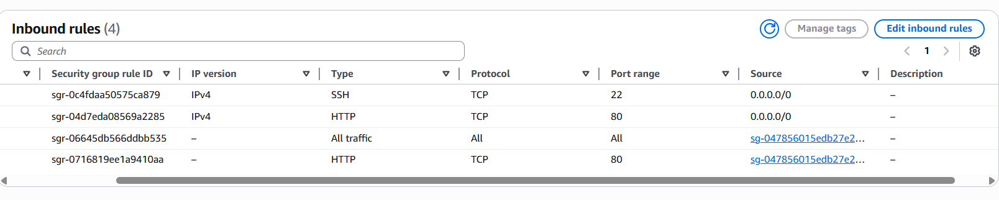 Inbound rules (4)
Manage tags
Edit inbound rules
Search
1
Security group rule ID IP version Type Protocol Port range Source Description
sgr-0c4fdaa50575ca879 IPv4 SSH TCP 22 0.0.0.0/0 –
sgr-04d7eda08569a2285 IPv4 HTTP TCP 80 0.0.0.0/0 –
sgr-06645db566ddbb535 – All traffic All All sg-047856015edb27e2... –
sgr-0716819ee1a9410aa – HTTP TCP 80 sg-047856015edb27e2... –